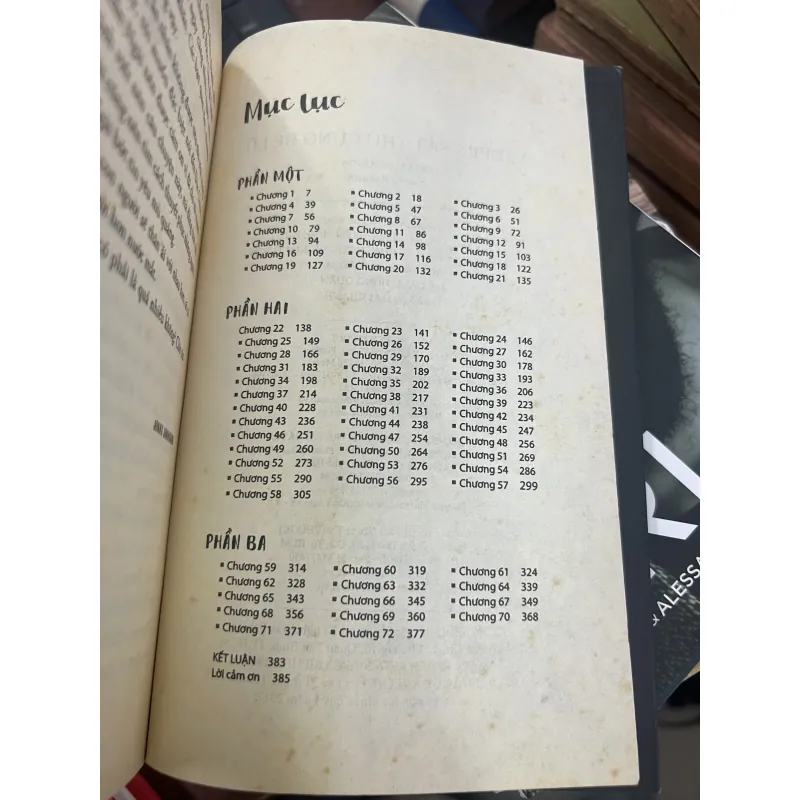 Mục lục
PHẦN MỘT
▪ Chương 1 7 ▪ Chương 2 18 ▪ Chương 3 26
▪ Chương 4 39 ▪ Chương 5 47 ▪ Chương 6 51
▪ Chương 7 56 ▪ Chương 8 67 ▪ Chương 9 72
▪ Chương 10 79 ▪ Chương 11 86 ▪ Chương 12 91
▪ Chương 13 94 ▪ Chương 14 98 ▪ Chương 15 103
▪ Chương 16 109 ▪ Chương 17 116 ▪ Chương 18 122
▪ Chương 19 127 ▪ Chương 20 132 ▪ Chương 21 135
PHẦN HAI
Chương 22 138 ▪ Chương 23 141 ▪ Chương 24 146
▪ Chương 25 149 ▪ Chương 26 152 ▪ Chương 27 162
▪ Chương 28 166 ▪ Chương 29 170 ▪ Chương 30 178
▪ Chương 31 183 ▪ Chương 32 189 ▪ Chương 33 193
▪ Chương 34 198 ▪ Chương 35 202 ▪ Chương 36 206
▪ Chương 37 214 ▪ Chương 38 217 ▪ Chương 39 223
▪ Chương 40 228 ▪ Chương 41 231 ▪ Chương 42 234
▪ Chương 43 236 ▪ Chương 44 238 ▪ Chương 45 247
▪ Chương 46 251 ▪ Chương 47 254 ▪ Chương 48 256
▪ Chương 49 260 ▪ Chương 50 264 ▪ Chương 51 269
▪ Chương 52 273 ▪ Chương 53 276 ▪ Chương 54 286
▪ Chương 55 290 ▪ Chương 56 295 ▪ Chương 57 299
▪ Chương 58 305
PHẦN BA
▪ Chương 59 314 ▪ Chương 60 319 ▪ Chương 61 324
▪ Chương 62 328 ▪ Chương 63 332 ▪ Chương 64 339
▪ Chương 65 343 ▪ Chương 66 345 ▪ Chương 67 349
▪ Chương 68 356 ▪ Chương 69 360 ▪ Chương 70 368
▪ Chương 71 371 ▪ Chương 72 377
KẾT LUẬN 383
Lời cảm ơn 385
& ALESSA